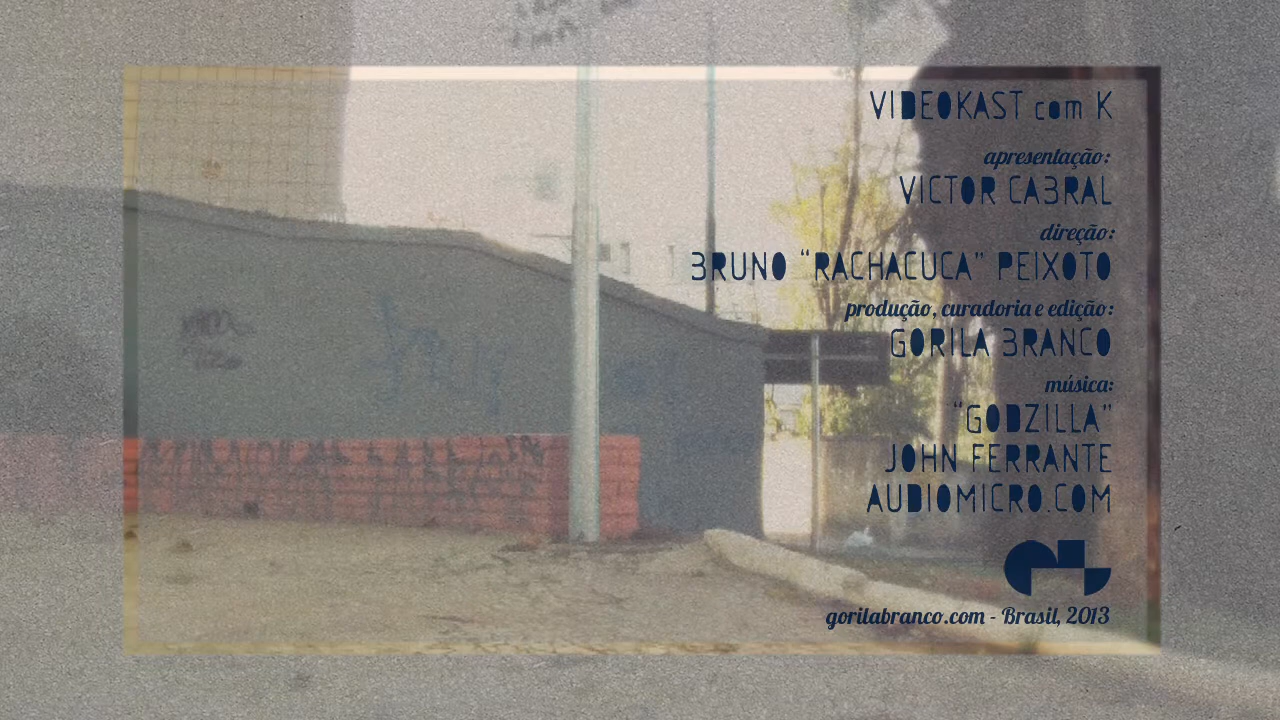 VIDEOKAST com K
apresentação:
VICTOR CABRAL
direção:
BRUNO “RACHACUCA” PEIXOTO
produção, curadoria e edição:
GORILA BRANCO
música:
“GODZILLA”
JOHN FERRANTE
AUDIOMICRO.COM
gorilabranco.com - Brasil, 2013